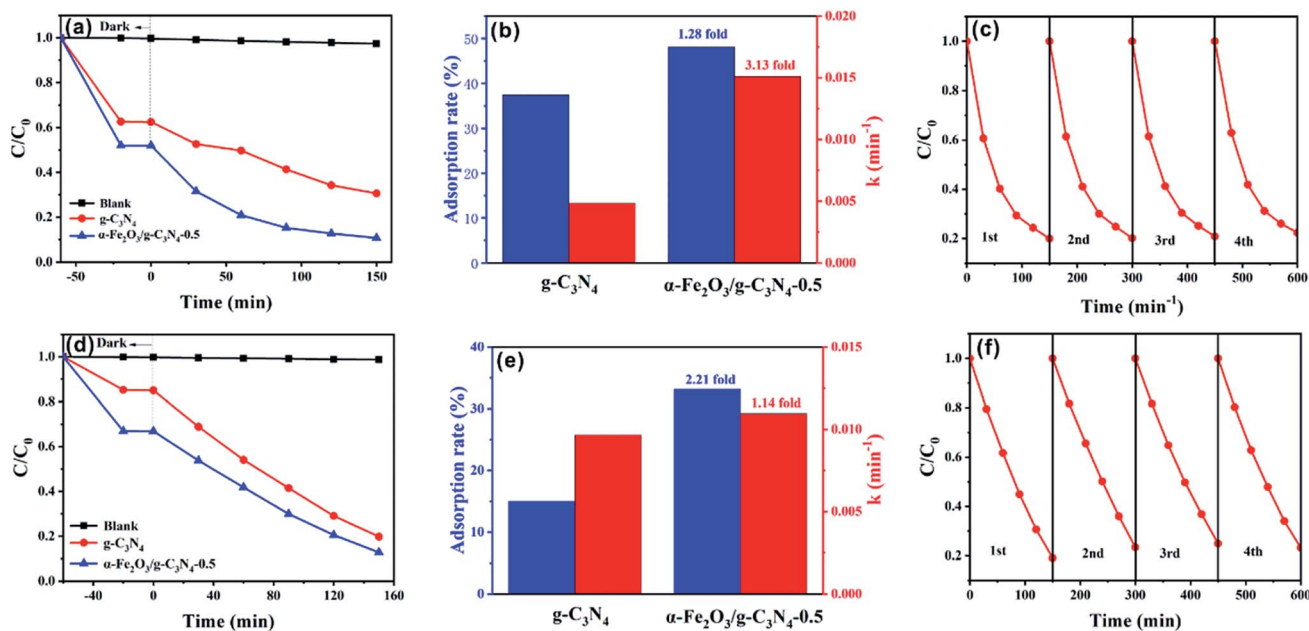 (a)
Dark
1.0
0.8
0.6
0.4
0.2
0.0
C/C₀
Blank
g-C₃N₄
α-Fe₂O₃/g-C₃N₄-0.5
-50 0 50 100 150
Time (min)
(b)
50
40
30
20
10
0
Adsorption rate (%)
1.28 fold
3.13 fold
0.020
0.015
0.010
0.005
0.000
k (min⁻¹)
g-C₃N₄ α-Fe₂O₃/g-C₃N₄-0.5
(c)
1.0
0.8
0.6
0.4
0.2
C/C₀
1st 2nd 3rd 4th
0 100 200 300 400 500 600
Time (min⁻¹)
(d)
Dark
1.0
0.8
0.6
0.4
0.2
0.0
C/C₀
Blank
g-C₃N₄
α-Fe₂O₃/g-C₃N₄-0.5
-40 0 40 80 120 160
Time (min)
(e)
40
30
20
10
0
Adsorption rate (%)
2.21 fold
1.14 fold
0.015
0.010
0.005
0.000
k (min⁻¹)
g-C₃N₄ α-Fe₂O₃/g-C₃N₄-0.5
(f)
1.0
0.8
0.6
0.4
0.2
C/C₀
1st 2nd 3rd 4th
0 100 200 300 400 500 600
Time (min)